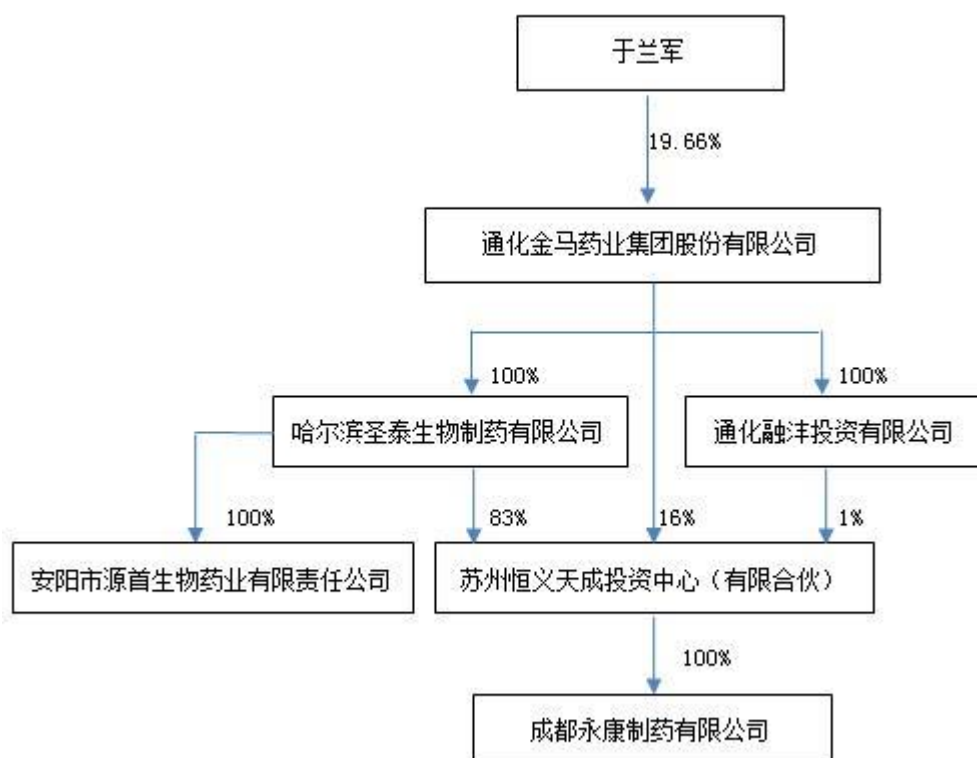 于兰军
19.66%
通化金马药业集团股份有限公司
100%
100%
哈尔滨圣泰生物制药有限公司
通化融沣投资有限公司
100%
83%
16%
1%
安阳市源首生物药业有限责任公司
苏州恒义天成投资中心（有限合伙）
100%
成都永康制药有限公司